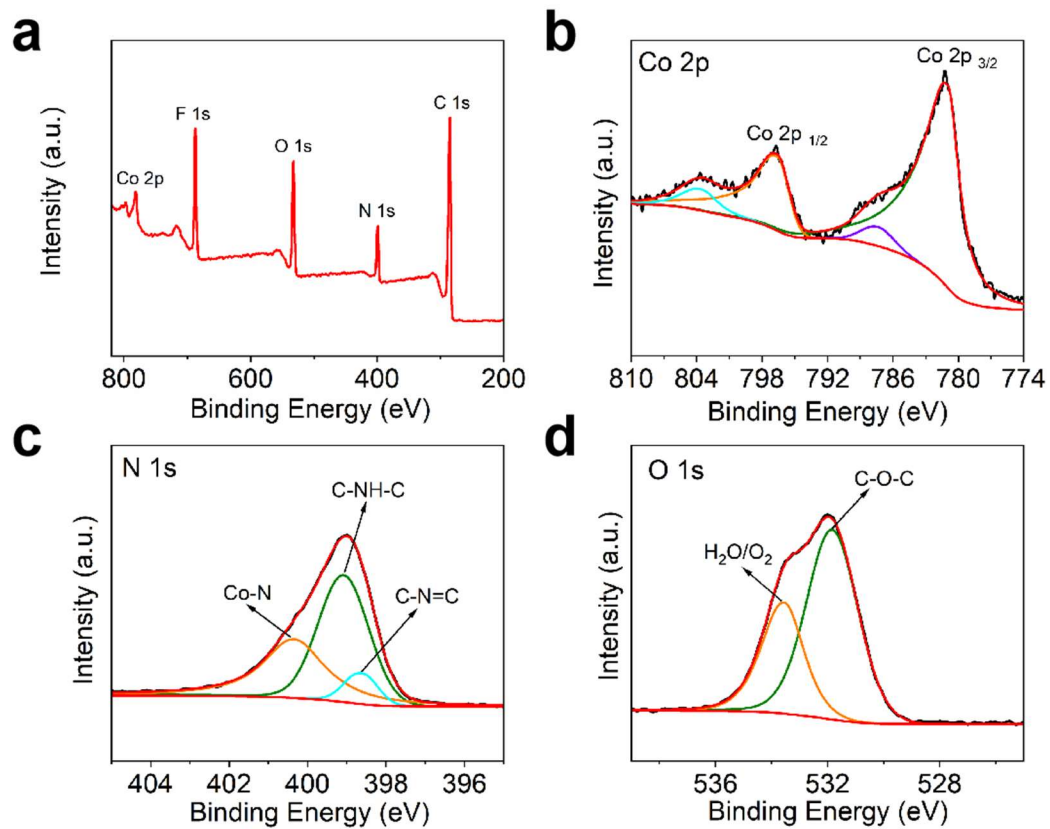 a
b
Intensity (a.u.)
Co 2p
F 1s
O 1s
N 1s
C 1s
800
600
400
200
Binding Energy (eV)
Intensity (a.u.)
Co 2p
Co 2p 1/2
Co 2p 3/2
810
804
798
792
786
780
774
Binding Energy (eV)
c
d
Intensity (a.u.)
N 1s
C-NH-C
Co-N
C-N=C
404
402
400
398
396
Binding Energy (eV)
Intensity (a.u.)
O 1s
C-O-C
H₂O/O₂
536
532
528
Binding Energy (eV)